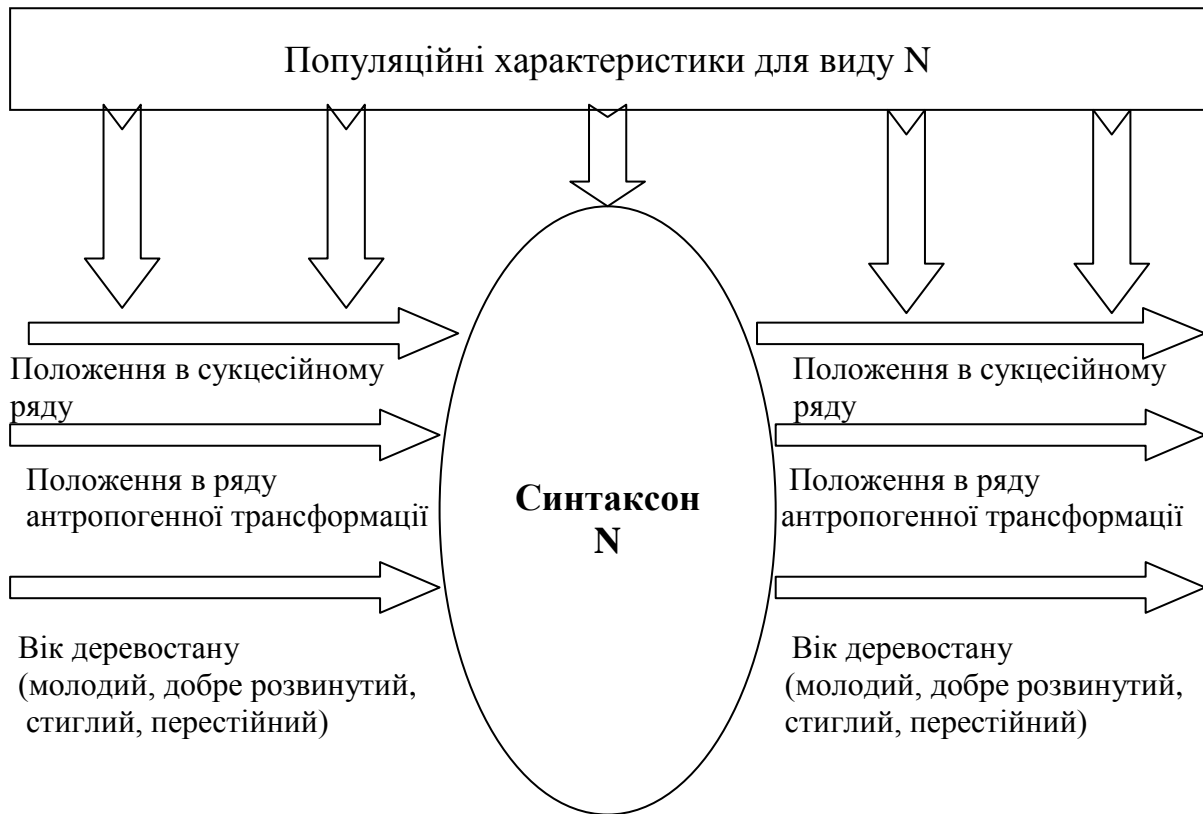 Популяційні характеристики для виду N
Положення в сукцесійному
ряду
Положення в ряду
антропогенної трансформації
Вік деревостану
(молодий, добре розвинутий,
стиглий, перестійний)
Синтаксон
N
Положення в сукцесійному
ряду
Положення в ряду
антропогенної трансформації
Вік деревостану
(молодий, добре розвинутий,
стиглий, перестійний)